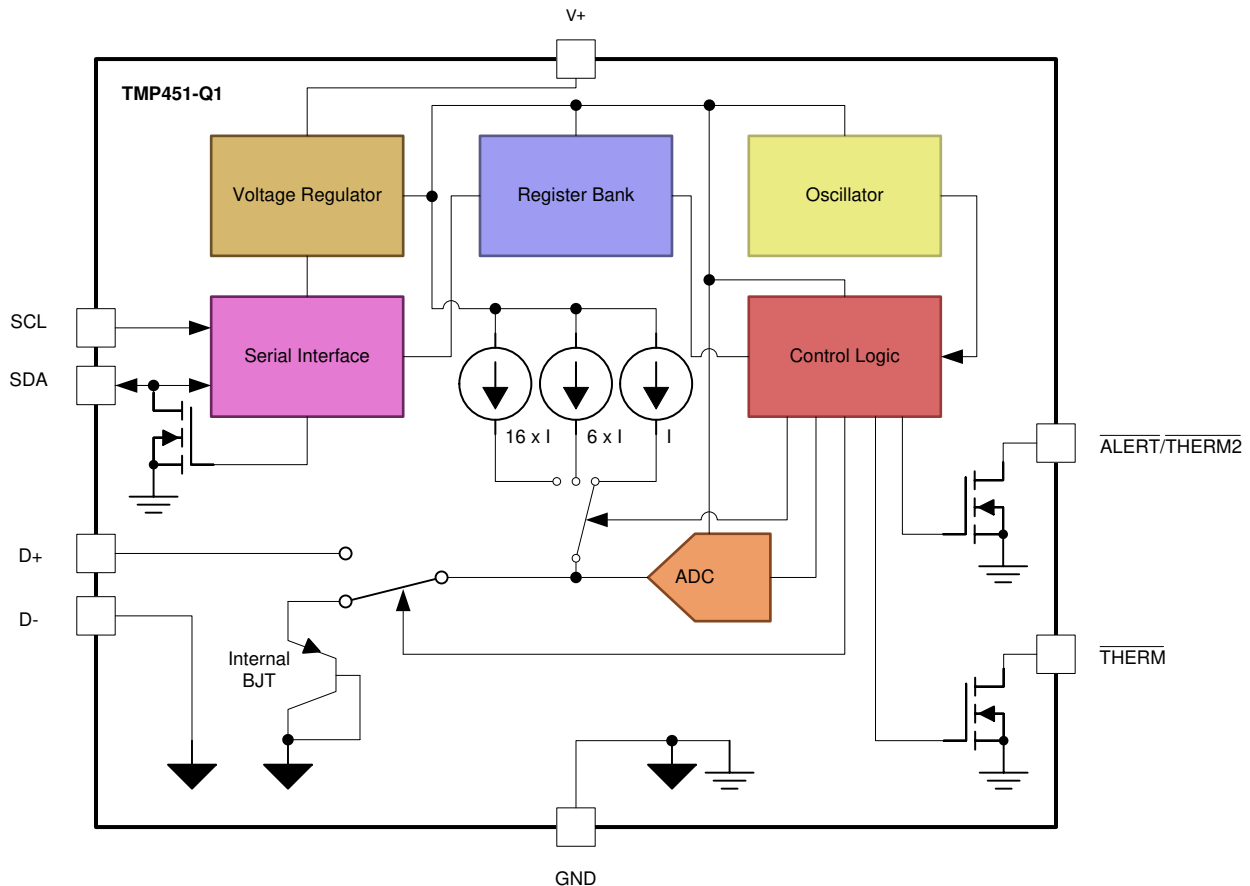 V+
TMP451-Q1
Voltage Regulator
Register Bank
Oscillator
SCL
Serial Interface
Control Logic
SDA
16 x I
6 x I
I
ALERT/THERM2
D+
ADC
D-
Internal
BJT
THERM
GND